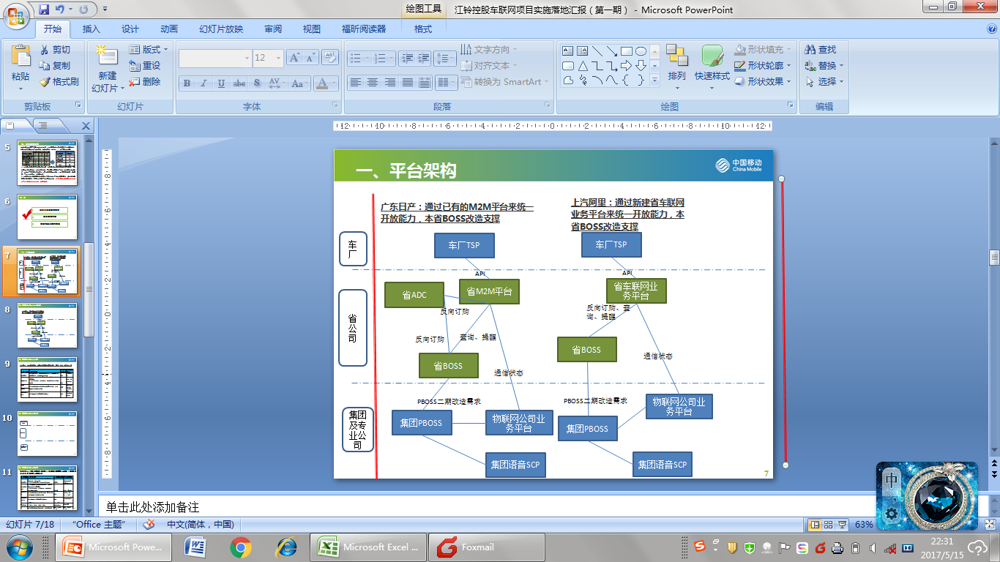 绘图工具
江铃控股车联网项目实施落地汇报（第一期） - Microsoft PowerPoint
开始 插入 设计 动画 幻灯片放映 审阅 视图 福昕阅读器 格式
剪切
复制
格式刷
粘贴
剪贴板
新建
幻灯片
版式
重设
删除
幻灯片
12
B I U abc S AV Aa A
字体
文字方向
对齐文本
转换为 SmartArt
段落
排列
快速样式
形状填充
形状轮廓
形状效果
绘图
查找
替换
选择
编辑
12 10 8 6 4 2 0 2 4 6 8 10 12
5
6
7
8
9
10
11
一、平台架构
中国移动
China Mobile
广东日产：通过已有的M2M平台来统一
开放能力，本省BOSS改造支撑
上汽阿里：通过新建省车联网
业务平台来统一开放能力，本
省BOSS改造支撑
车
厂
车厂TSP
车厂TSP
API
API
省
公
司
省ADC
省M2M平台
省车联网业
务平台
反向订购
反向订购、查
询、提醒
反向订购
查询、提醒
省BOSS
省BOSS
通信状态
通信状态
PBOSS二期改造需求
PBOSS二期改造需求
集团
及专
业公
司
集团PBOSS
物联网公司业
务平台
集团PBOSS
物联网公司业
务平台
集团语音SCP
集团语音SCP
7
单击此处添加备注
中
幻灯片 7/18 “Office 主题” 中文(简体，中国) 63%
Microsoft Powe... Microsoft Excel ... Foxmail
22:31
2017/5/15